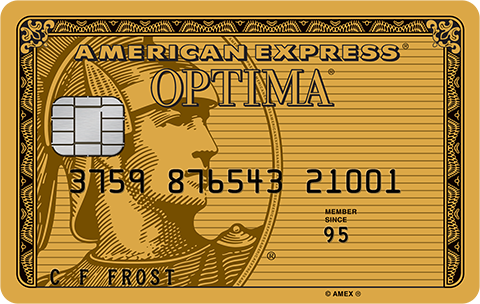 AMERICAN EXPRESS®
OPTIMA®
3759 876543 21001
MEMBER
SINCE
95
®
C F FROST
© AMEX ®